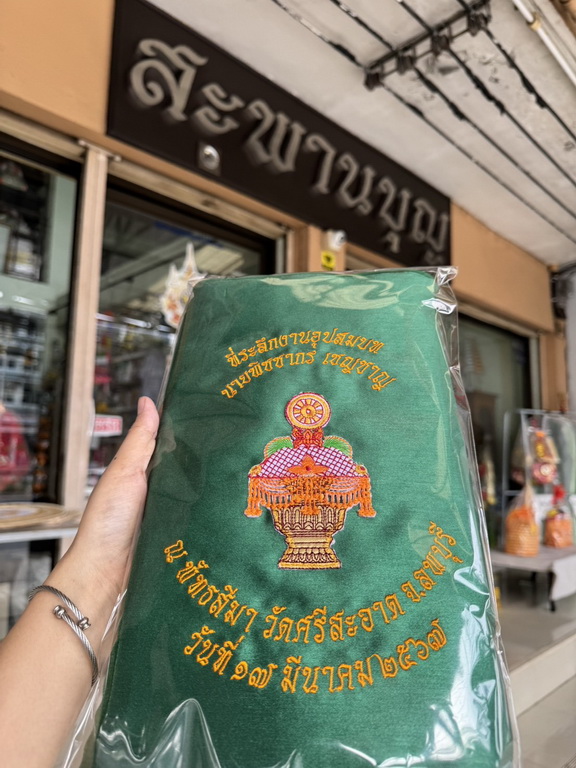 สะพานบุญ
ที่ระลึกงานอุปสมบท
นายพิชชากร เชญชาญ
ณ พัทธสีมา วัดศรีสะอาด จ.ลพบุรี
วันที่ ๑๗ มีนาคม ๒๕๖๗